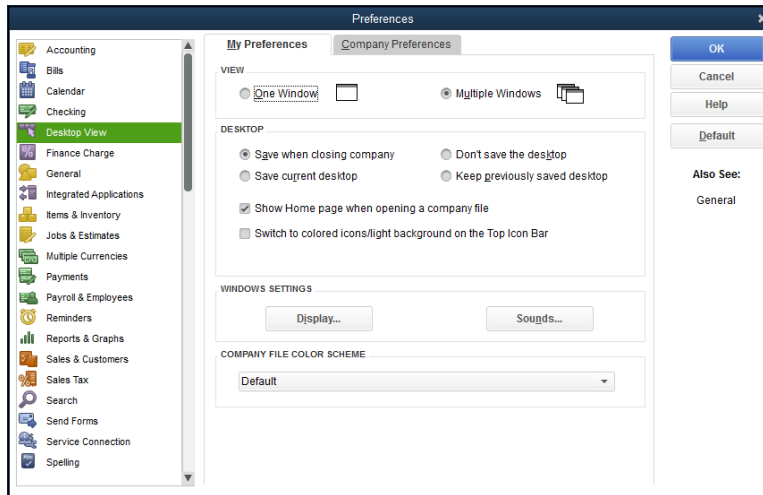 Preferences
Accounting
Bills
Calendar
Checking
Desktop View
Finance Charge
General
Integrated Applications
Items & Inventory
Jobs & Estimates
Multiple Currencies
Payments
Payroll & Employees
Reminders
Reports & Graphs
Sales & Customers
Sales Tax
Search
Send Forms
Service Connection
Spelling
My Preferences Company Preferences
VIEW
One Window Multiple Windows
DESKTOP
Save when closing company Don't save the desktop
Save current desktop Keep previously saved desktop
Show Home page when opening a company file
Switch to colored icons/light background on the Top Icon Bar
WINDOWS SETTINGS
Display... Sounds...
COMPANY FILE COLOR SCHEME
Default
OK
Cancel
Help
Default
Also See:
General